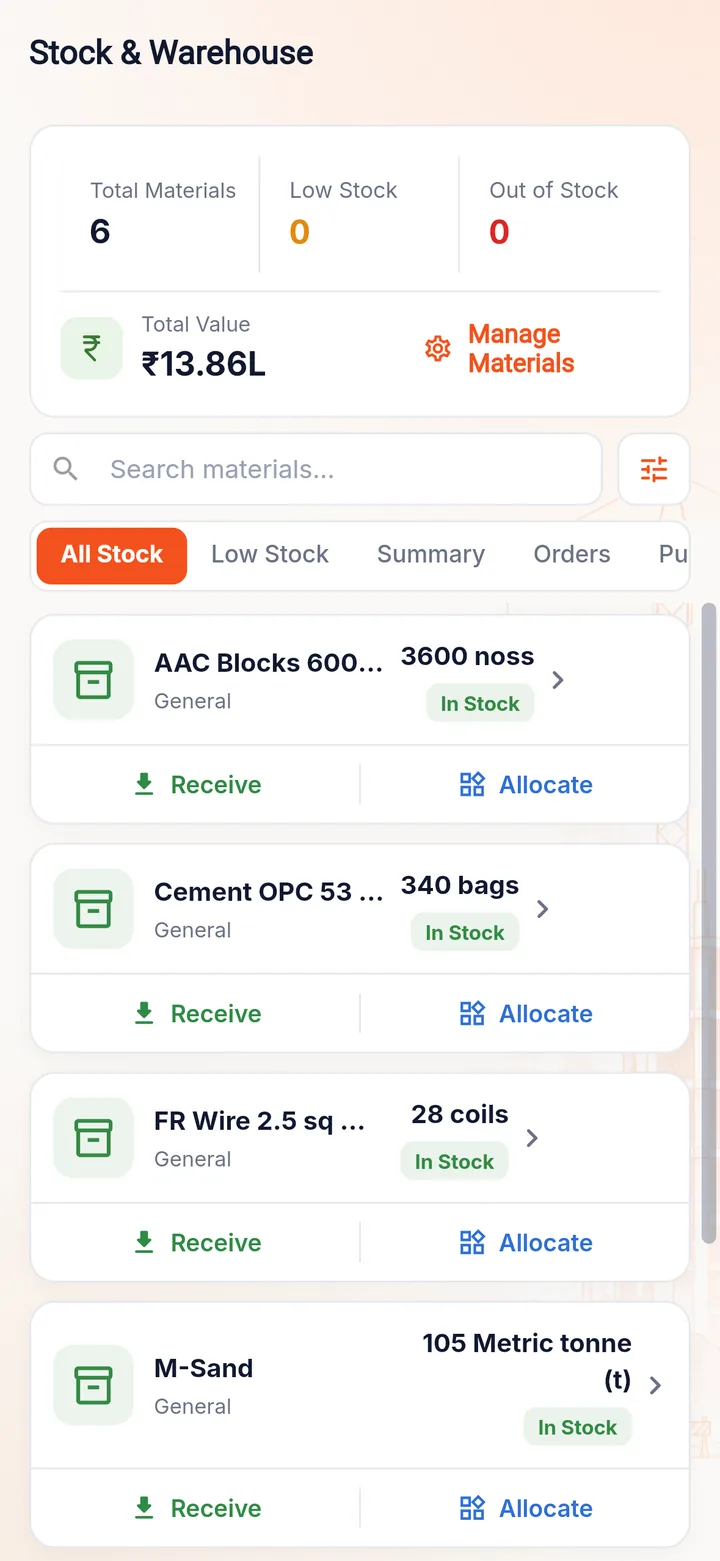 Stock & Warehouse
Total Materials
6
Low Stock
0
Out of Stock
0
₹
Total Value
₹13.86L
Manage
Materials
Search materials...
All Stock
Low Stock
Summary
Orders
Pu
AAC Blocks 600...
General
3600 noss
In Stock
Receive
Allocate
Cement OPC 53 ...
General
340 bags
In Stock
Receive
Allocate
FR Wire 2.5 sq ...
General
28 coils
In Stock
Receive
Allocate
M-Sand
General
105 Metric tonne
(t)
In Stock
Receive
Allocate